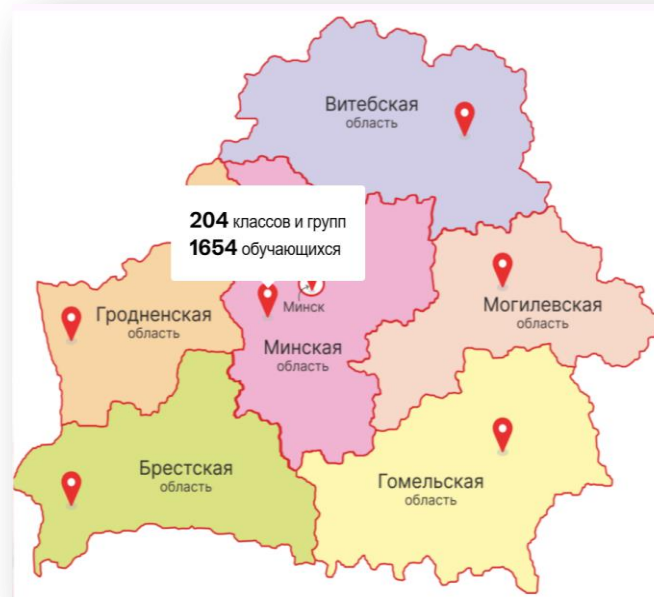 Витебская
область
204 классов и групп
1654 обучающихся
Минск
Гродненская
область
Минская
область
Могилевская
область
Брестская
область
Гомельская
область